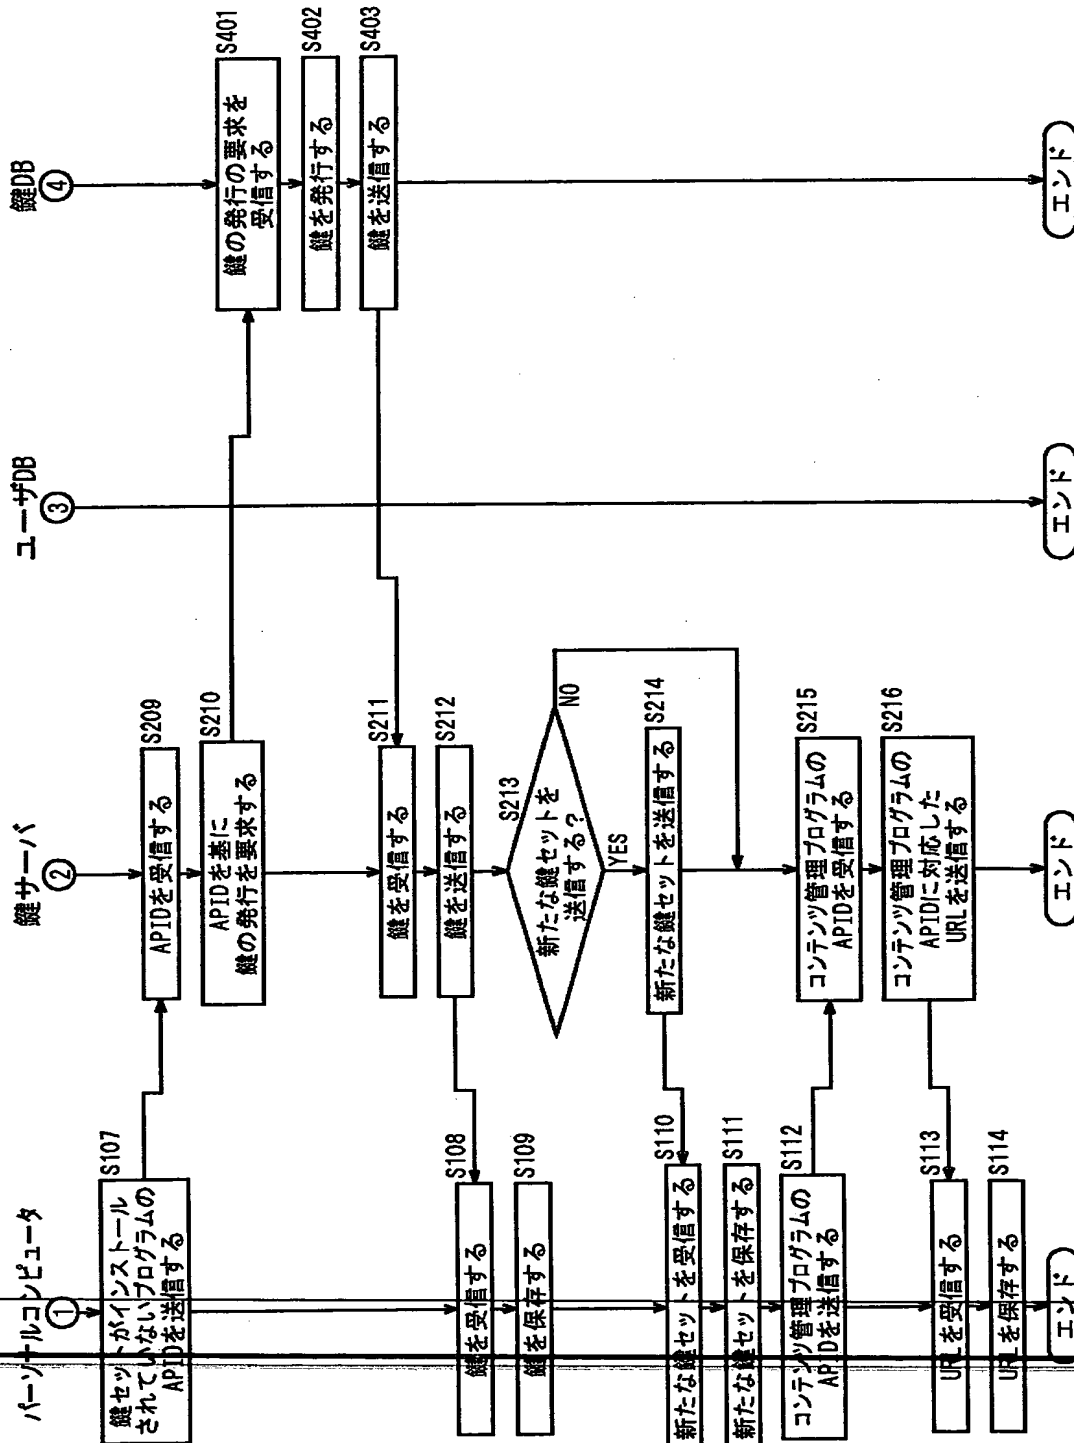 パーソナルコンピュータ
①
鍵セットがインストール
されていないプログラムの
APIDを送信する
S107
鍵を受信する
S108
鍵を保存する
S109
新たな鍵セットを受信する
S110
新たな鍵セットを保存する
S111
コンテンツ管理プログラムの
APIDを送信する
S112
URLを受信する
S113
URLを保存する
S114
エンド
鍵サーバ
②
APIDを受信する
S209
APIDを基に
鍵の発行を要求する
S210
鍵を受信する
S211
鍵を送信する
S212
新たな鍵セットを
送信する?
S213
YES
NO
新たな鍵セットを送信する
S214
コンテンツ管理プログラムの
APIDを受信する
S215
コンテンツ管理プログラムの
APIDに対応した
URLを送信する
S216
エンド
ユーザDB
③
エンド
鍵DB
④
鍵の発行の要求を
受信する
S401
鍵を発行する
S402
鍵を送信する
S403
エンド